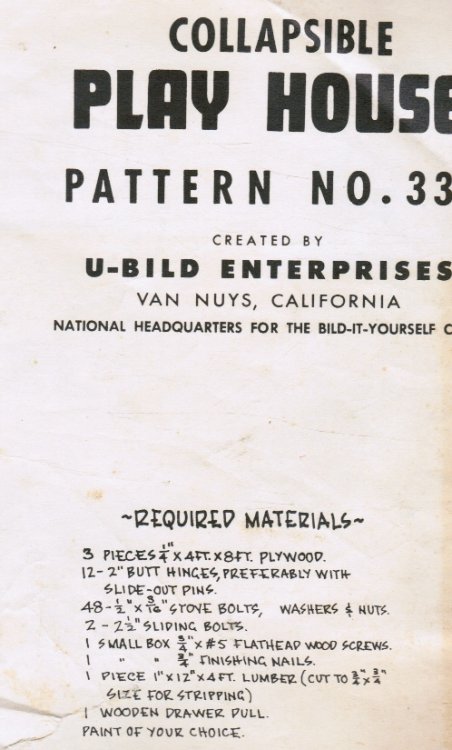 COLLAPSIBLE
PLAY HOUSE
PATTERN NO. 33
CREATED BY
U-BILD ENTERPRISES
VAN NUYS, CALIFORNIA
NATIONAL HEADQUARTERS FOR THE BILD-IT-YOURSELF C
~REQUIRED MATERIALS~
3 PIECES 1/4" X 4FT. X 8FT. PLYWOOD.
12 - 2" BUTT HINGES, PREFERABLY WITH
SLIDE-OUT PINS.
48 - 1/2" X 3/16" STOVE BOLTS, WASHERS & NUTS.
2 - 2 1/2" SLIDING BOLTS.
1 SMALL BOX 3/4" X #5 FLATHEAD WOOD SCREWS.
1 " " 3/4" FINISHING NAILS.
1 PIECE 1" X 12" X 4FT. LUMBER (CUT TO 3/4" X 3/4"
SIZE FOR STRIPPING)
1 WOODEN DRAWER PULL.
PAINT OF YOUR CHOICE.